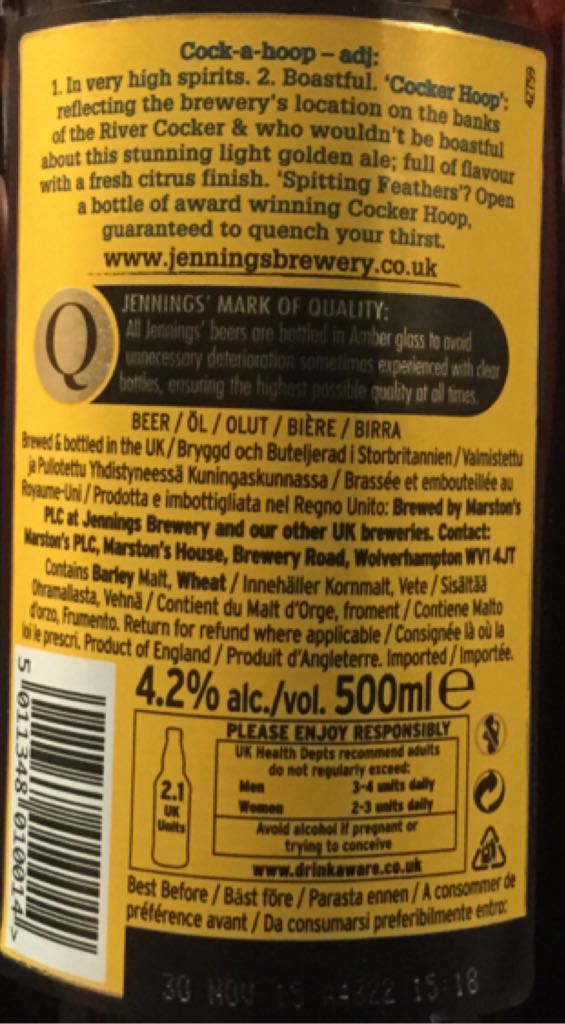 Cock-a-hoop – adj:
1. In very high spirits. 2. Boastful. 'Cocker Hoop':
reflecting the brewery's location on the banks
of the River Cocker & who wouldn't be boastful
about this stunning light golden ale; full of flavour
with a fresh citrus finish. 'Spitting Feathers'? Open
a bottle of award winning Cocker Hoop,
guaranteed to quench your thirst.
www.jenningsbrewery.co.uk
42759
Q
JENNINGS' MARK OF QUALITY:
All Jennings' beers are bottled in Amber glass to avoid
unnecessary deterioration sometimes experienced with clear
bottles, ensuring the highest possible quality at all times.
BEER / ÖL / OLUT / BIÈRE / BIRRA
Brewed & bottled in the UK / Bryggd och Buteljerad i Storbritannien / Valmistettu
ja Pullotettu Yhdistyneessä Kuningaskunnassa / Brassée et embouteillée au
Royaume-Uni / Prodotta e imbottigliata nel Regno Unito: Brewed by Marston's
PLC at Jennings Brewery and our other UK breweries. Contact:
Marston's PLC, Marston's House, Brewery Road, Wolverhampton WV1 4JT
Contains Barley Malt, Wheat / Innehåller Kornmalt, Vete / Sisältää
Ohramallasta, Vehnä / Contient du Malt d'Orge, froment / Contiene Malto
d'orzo, Frumento. Return for refund where applicable / Consignée là où la
loi le prescri. Product of England / Produit d'Angleterre. Imported / Importée.
4.2% alc./vol. 500ml e
PLEASE ENJOY RESPONSIBLY
UK Health Depts recommend adults
do not regularly exceed:
Men 3-4 units daily
Women 2-3 units daily
Avoid alcohol if pregnant or
trying to conceive
www.drinkaware.co.uk
2.1
UK
Units
5 011348 010014 >
Best Before / Bäst före / Parasta ennen / A consommer de
préférence avant / Da consumarsi preferibilmente entro:
30 NOV 15 4322 15:18